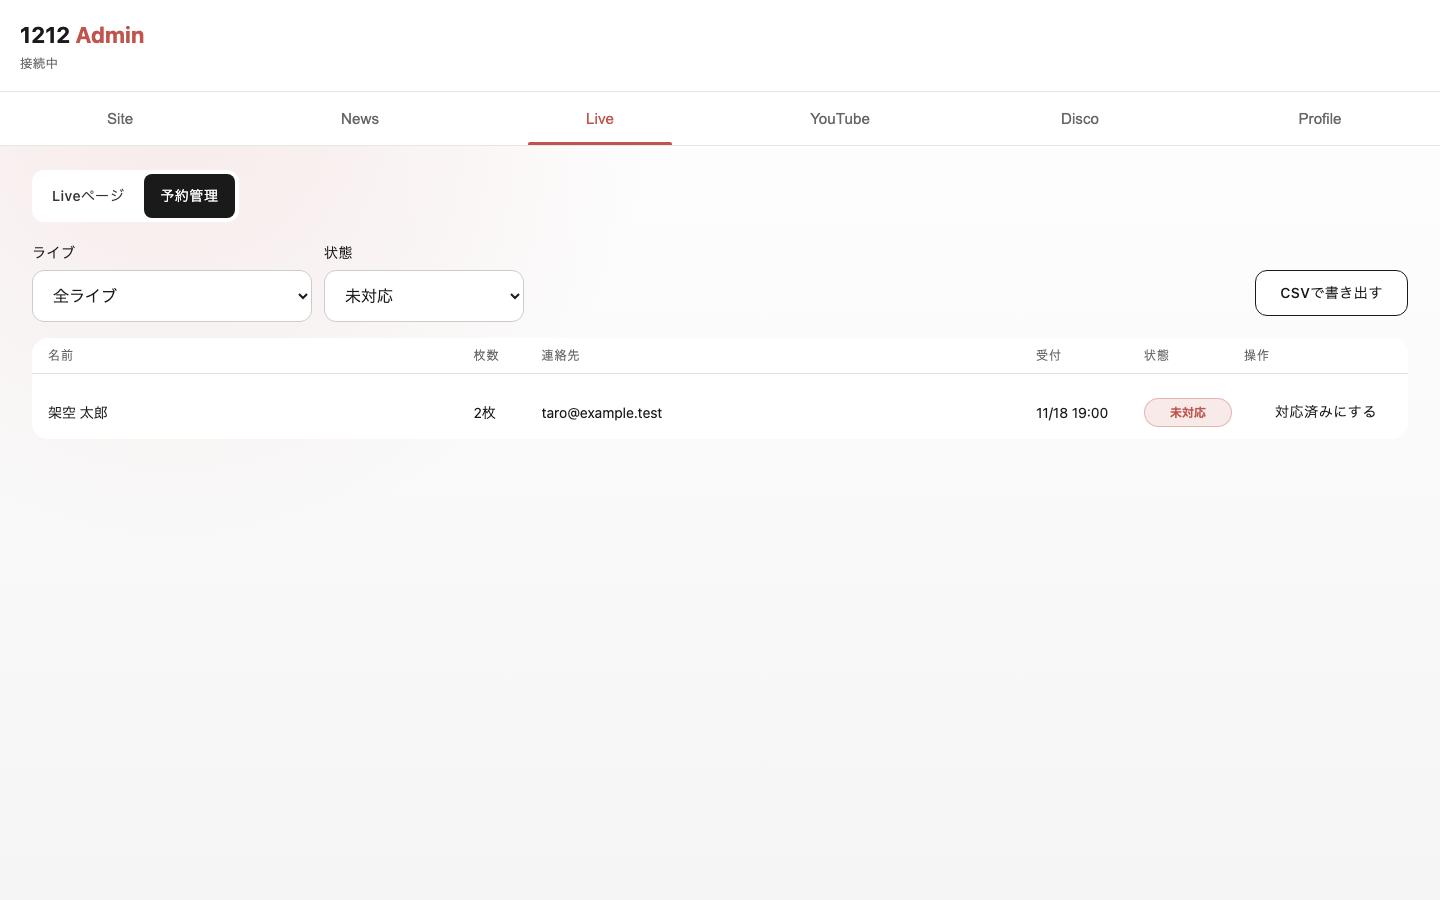 1212 Admin
接続中
Site News Live YouTube Disco Profile
Liveページ 予約管理
ライブ 状態
全ライブ 未対応 CSVで書き出す
名前 枚数 連絡先 受付 状態 操作
架空 太郎 2枚 taro@example.test 11/18 19:00 未対応 対応済みにする